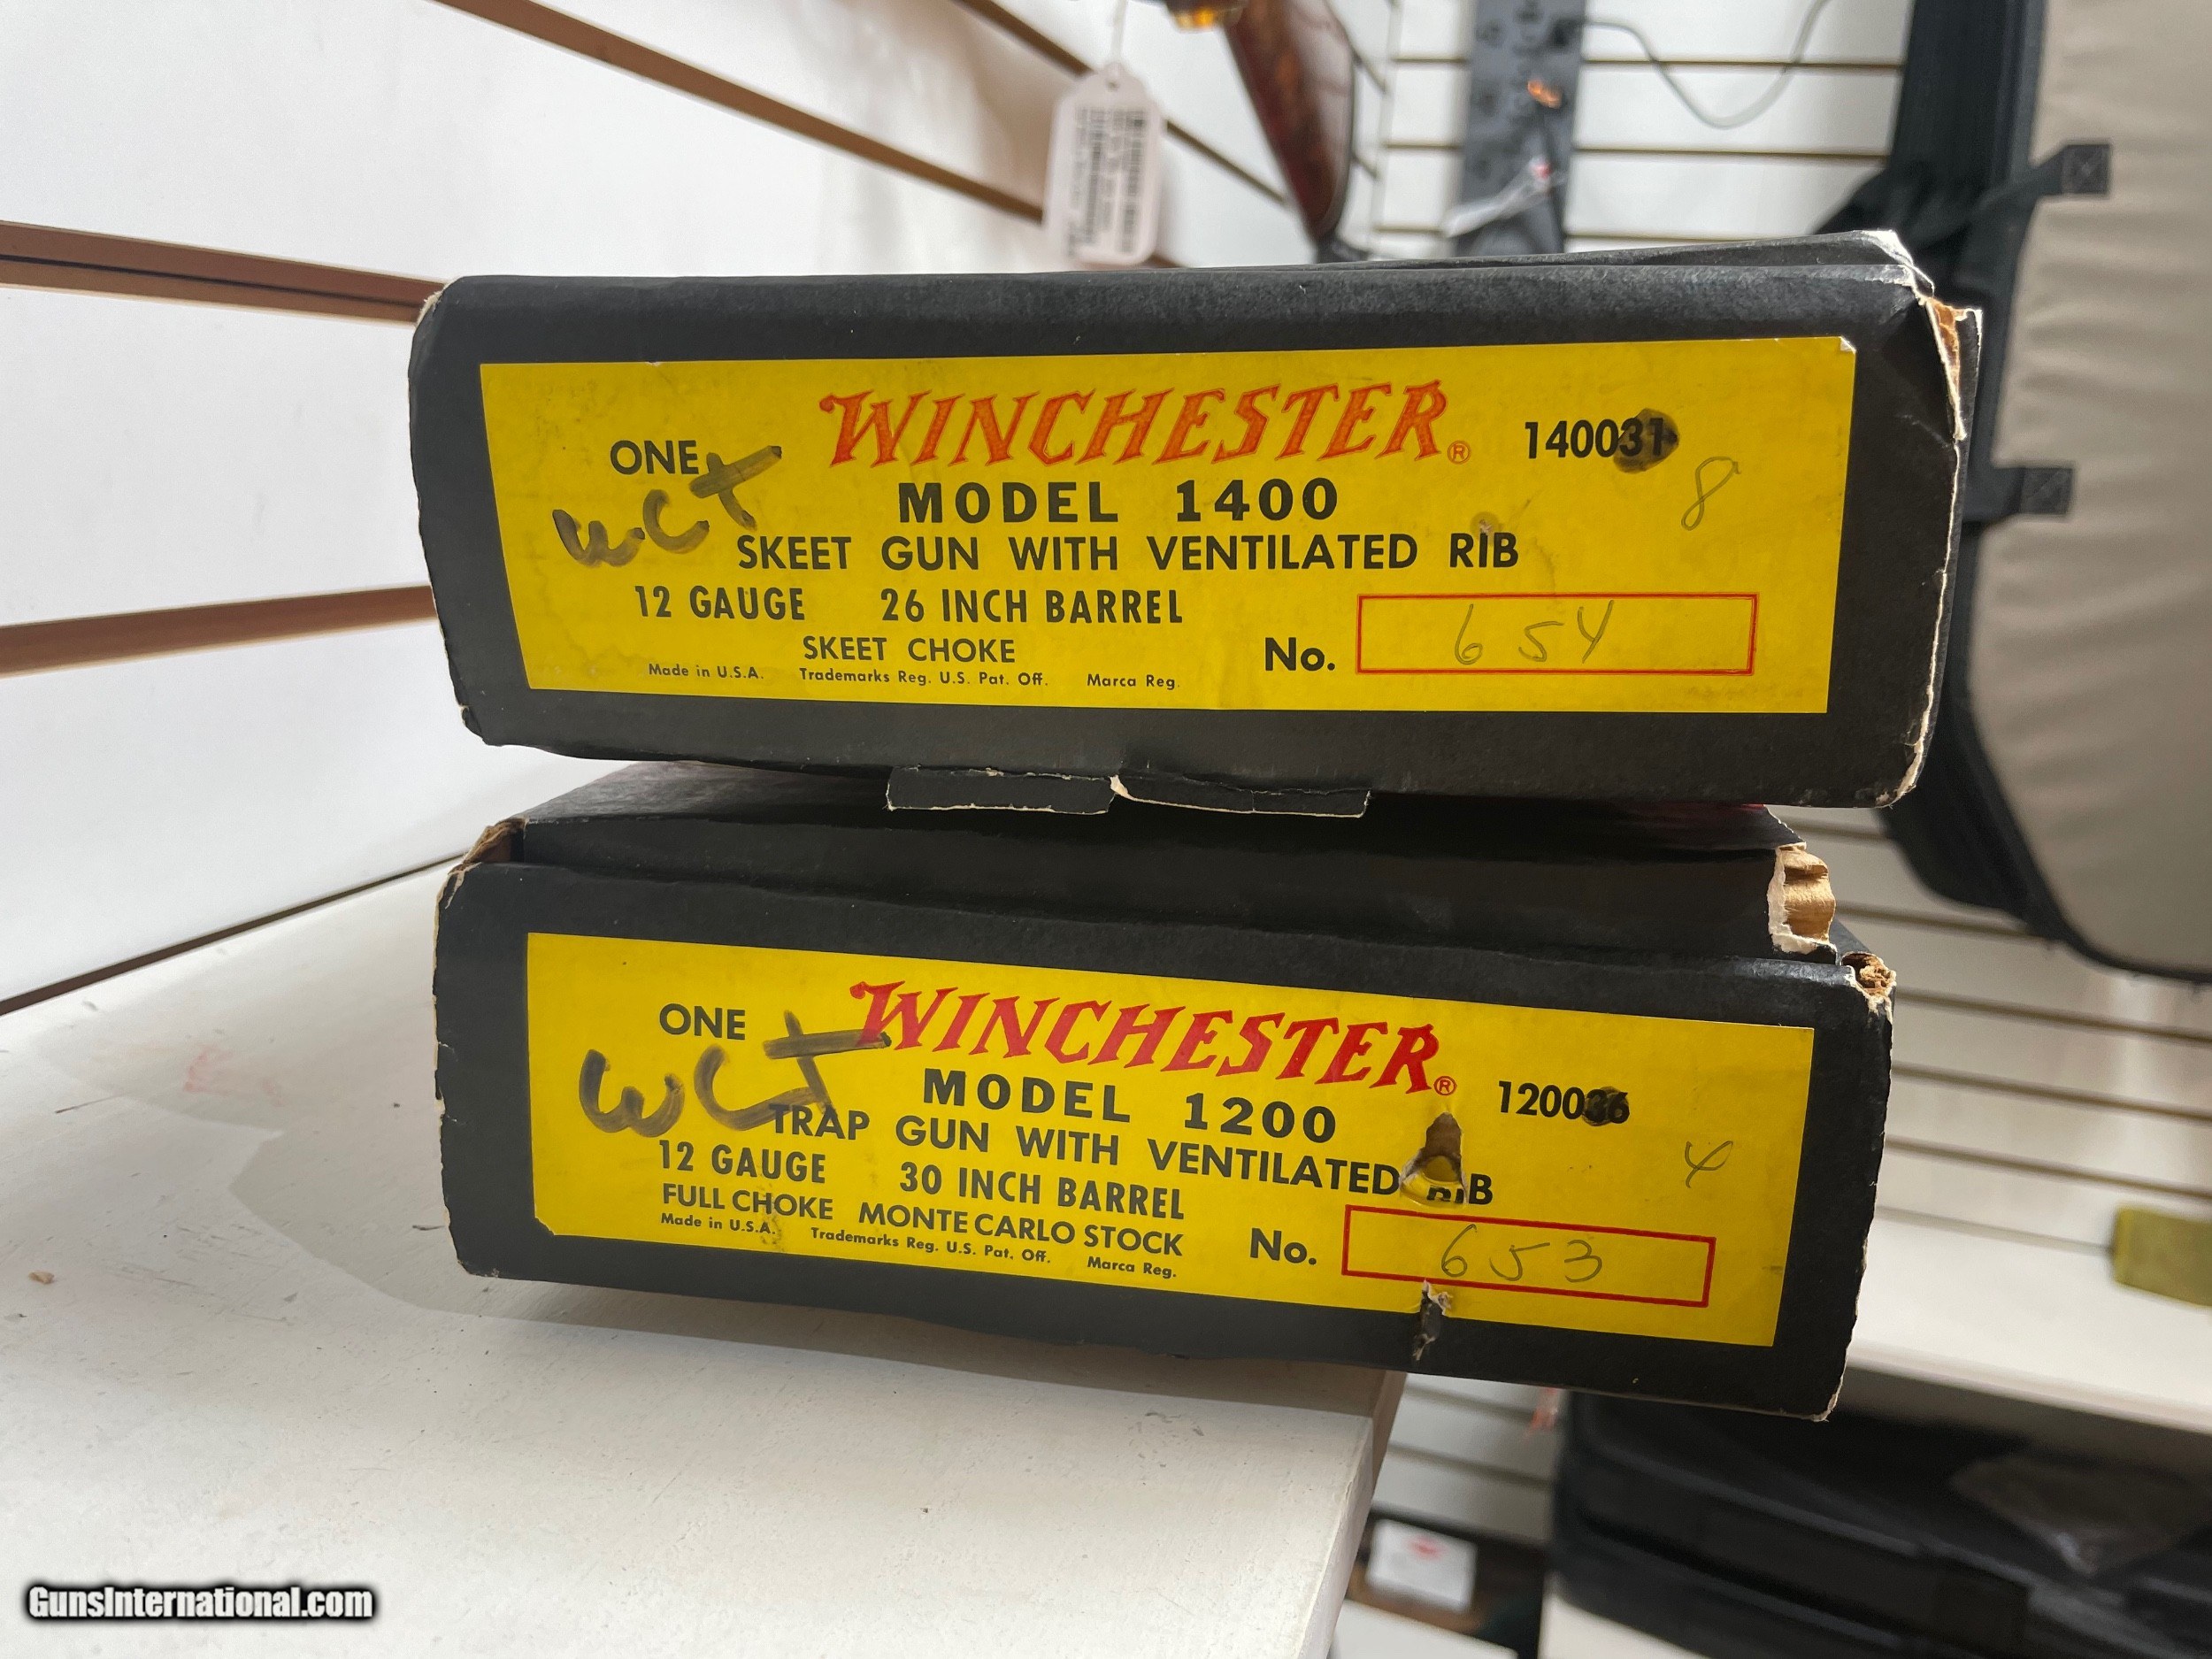 ONE WINCHESTER® 140031
W.CT
MODEL 1400 8
SKEET GUN WITH VENTILATED RIB
12 GAUGE 26 INCH BARREL
SKEET CHOKE No. 654
Made in U.S.A. Trademarks Reg. U.S. Pat. Off. Marca Reg.
ONE WINCHESTER® 120036
WCT
MODEL 1200 4
TRAP GUN WITH VENTILATED RIB
12 GAUGE 30 INCH BARREL
FULL CHOKE MONTE CARLO STOCK No. 653
Made in U.S.A. Trademarks Reg. U.S. Pat. Off. Marca Reg.
GunsInternational.com